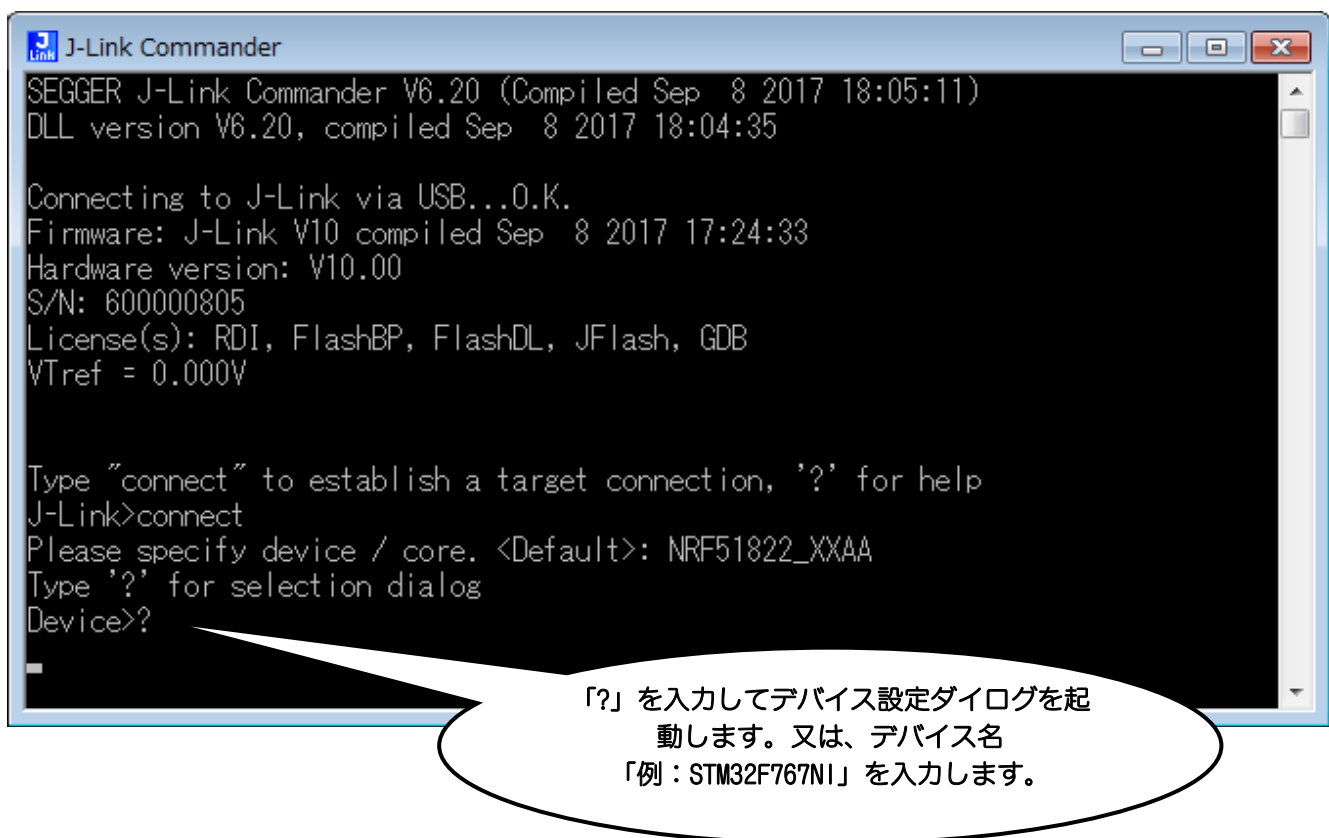 J-Link Commander
SEGGER J-Link Commander V6.20 (Compiled Sep  8 2017 18:05:11)
DLL version V6.20, compiled Sep  8 2017 18:04:35
Connecting to J-Link via USB...O.K.
Firmware: J-Link V10 compiled Sep  8 2017 17:24:33
Hardware version: V10.00
S/N: 600000805
License(s): RDI, FlashBP, FlashDL, JFlash, GDB
VTref = 0.000V
Type "connect" to establish a target connection, '?' for help
J-Link>connect
Please specify device / core. <Default>: NRF51822_XXAA
Type '?' for selection dialog
Device>?
「?」を入力してデバイス設定ダイログを起
動します。又は、デバイス名
「例：STM32F767NI」を入力します。